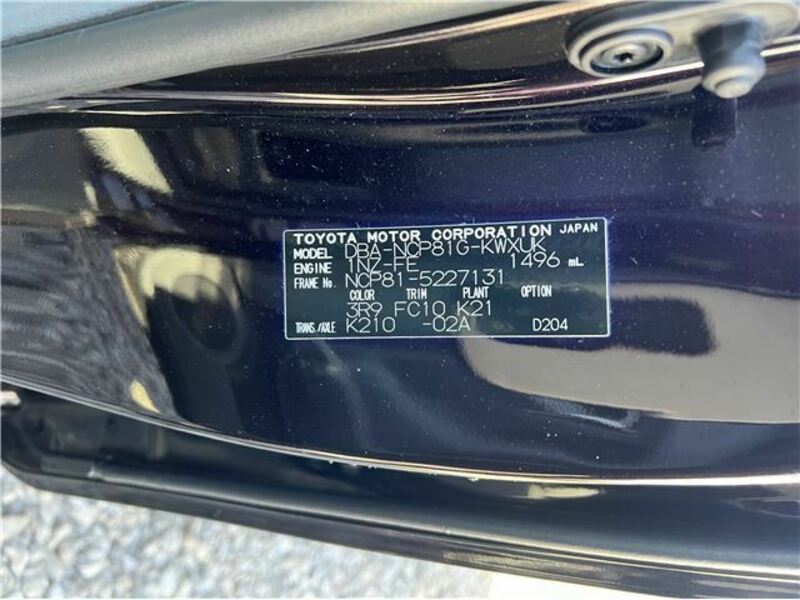 TOYOTA MOTOR CORPORATION JAPAN
MODEL DBA-NCP81G-KWXUK
ENGINE 1NZ-FE 1496 mL
FRAME No. NCP81-5227131
COLOR TRIM PLANT OPTION
3R9 FC10 K21
TRANS./AXLE K210 -02A D204